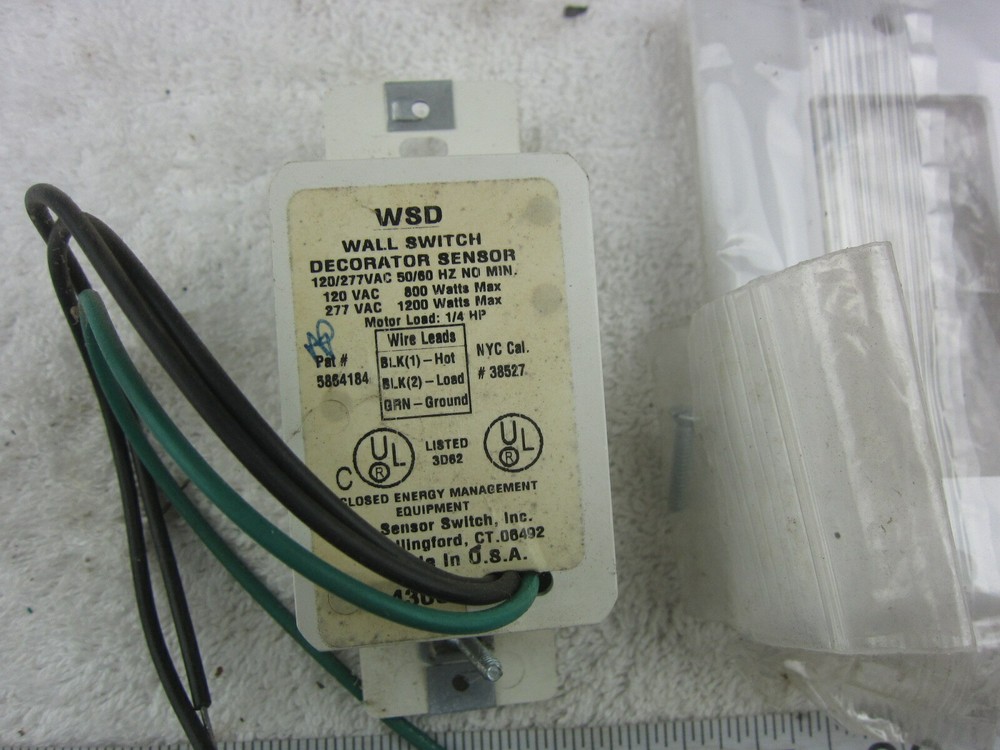 WSD
WALL SWITCH
DECORATOR SENSOR
120/277VAC 50/60 HZ NO MIN.
120 VAC 800 Watts Max
277 VAC 1200 Watts Max
Motor Load: 1/4 HP
Wire Leads
BLK(1)-Hot
BLK(2)-Load
GRN-Ground
Pat #
5864184
NYC Cal.
# 38527
C UL R
LISTED
3D62
UL R
CLOSED ENERGY MANAGEMENT
EQUIPMENT
Sensor Switch, Inc.
llingford, CT.06492
In U.S.A.